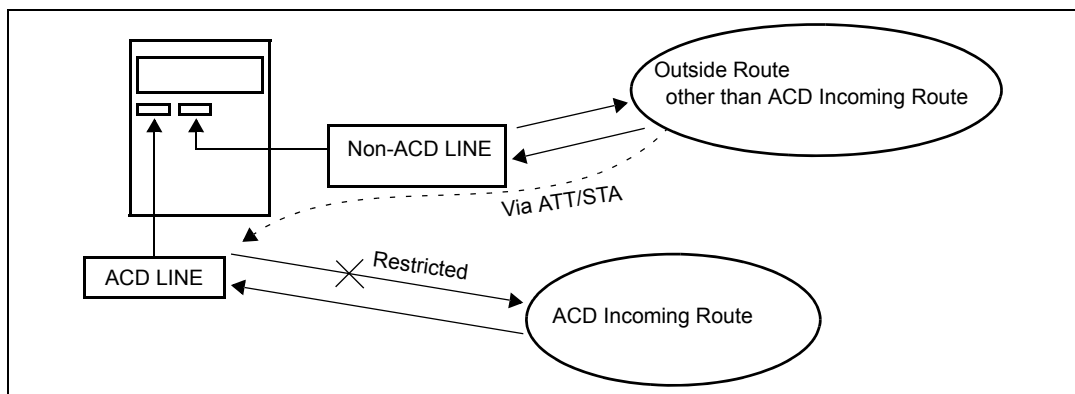 Outside Route
other than ACD Incoming Route
Non-ACD LINE
Via ATT/STA
Restricted
ACD LINE
ACD Incoming Route